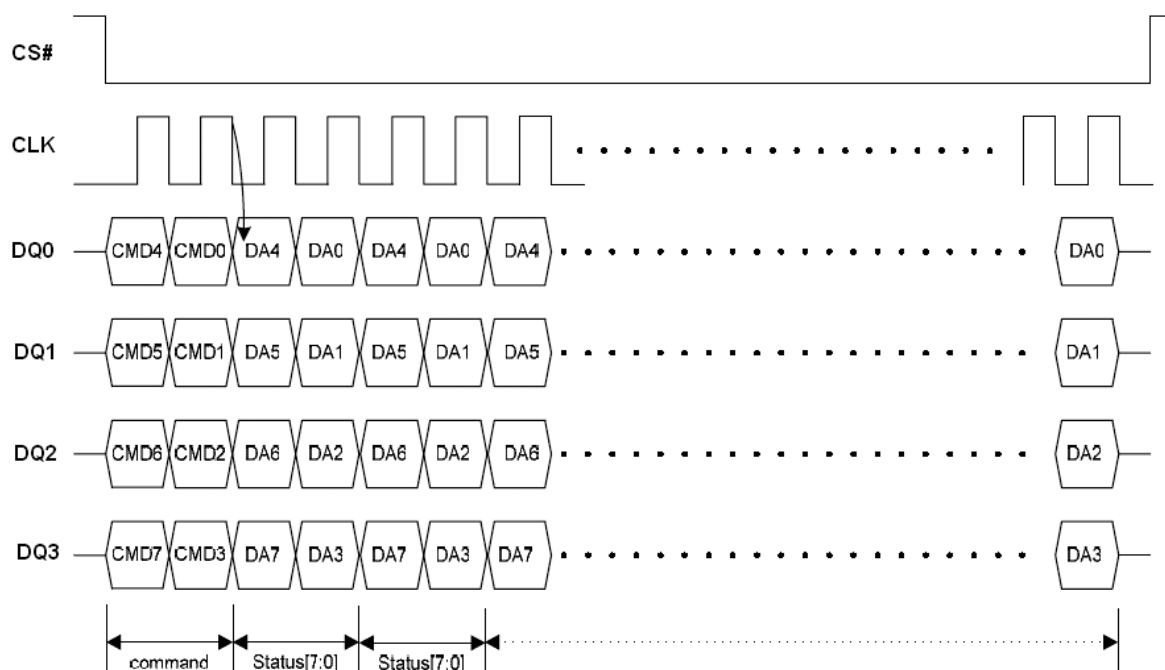 CS#
CLK
DQ0 CMD4 CMD0 DA4 DA0 DA4 DA0 DA4 DA0
DQ1 CMD5 CMD1 DA5 DA1 DA5 DA1 DA5 DA1
DQ2 CMD6 CMD2 DA6 DA2 DA6 DA2 DA6 DA2
DQ3 CMD7 CMD3 DA7 DA3 DA7 DA3 DA7 DA3
command Status[7:0] Status[7:0]